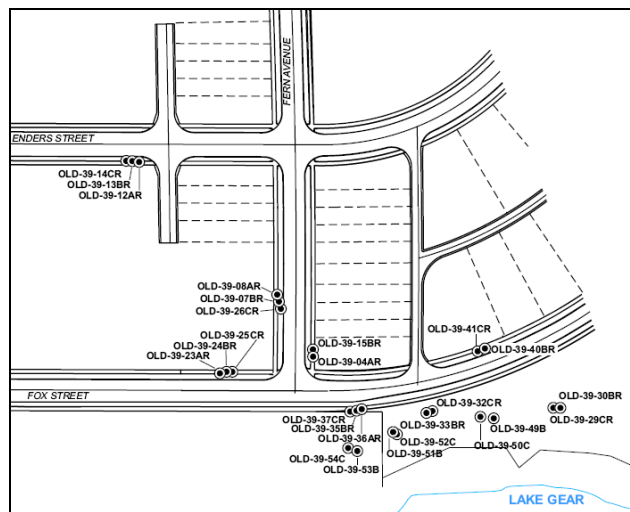 FERN AVENUE
ENDERS STREET
OLD-39-14CR
OLD-39-13BR
OLD-39-12AR
OLD-39-08AR
OLD-39-07BR
OLD-39-26CR
OLD-39-25CR
OLD-39-24BR
OLD-39-23AR
OLD-39-15BR
OLD-39-04AR
OLD-39-41CR
OLD-39-40BR
FOX STREET
OLD-39-37CR
OLD-39-35BR
OLD-39-36AR
OLD-39-54C
OLD-39-53B
OLD-39-32CR
OLD-39-33BR
OLD-39-52C
OLD-39-51B
OLD-39-49B
OLD-39-50C
OLD-39-30BR
OLD-39-29CR
LAKE GEAR